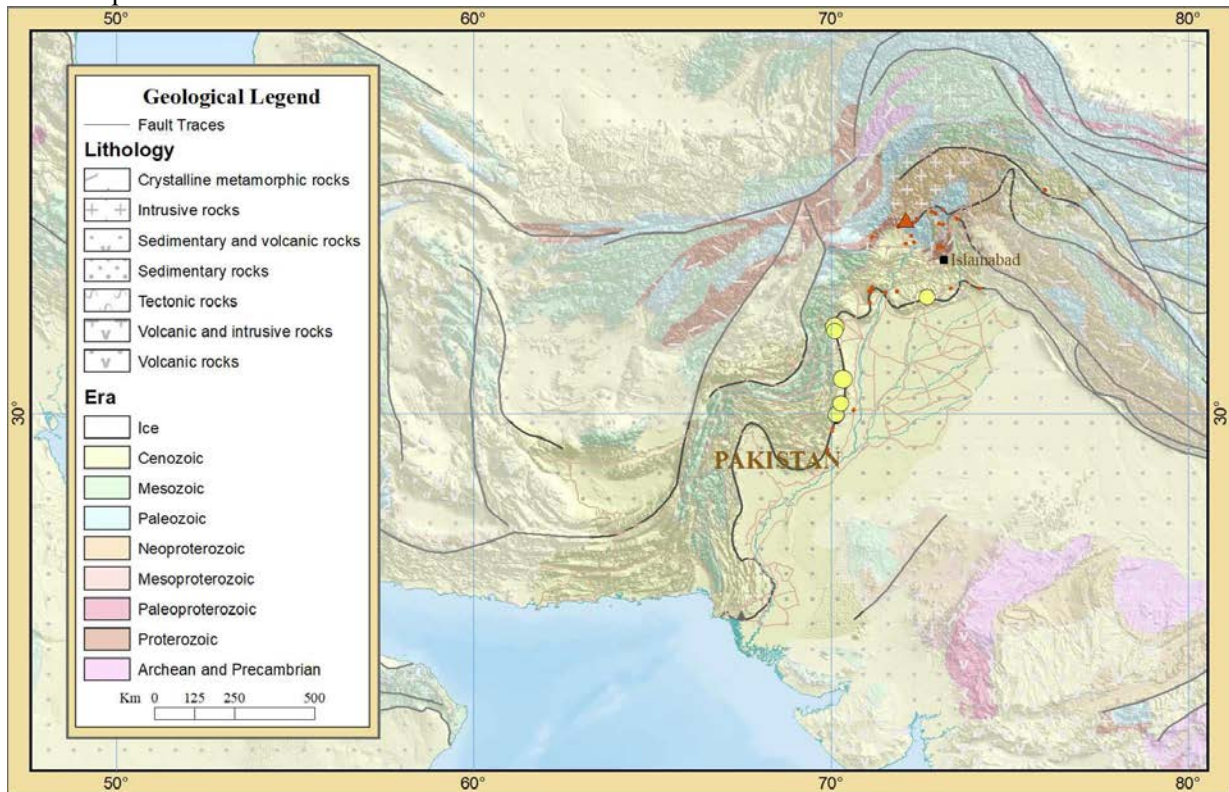 50° 60° 70° 80°
Geological Legend
Fault Traces
Lithology
Crystalline metamorphic rocks
Intrusive rocks
Sedimentary and volcanic rocks
Sedimentary rocks
Tectonic rocks
Volcanic and intrusive rocks
Volcanic rocks
Era
Ice
Cenozoic
Mesozoic
Paleozoic
Neoproterozoic
Mesoproterozoic
Paleoproterozoic
Proterozoic
Archean and Precambrian
Km 0 125 250 500
Islamabad
30° 30°
PAKISTAN
50° 60° 70° 80°